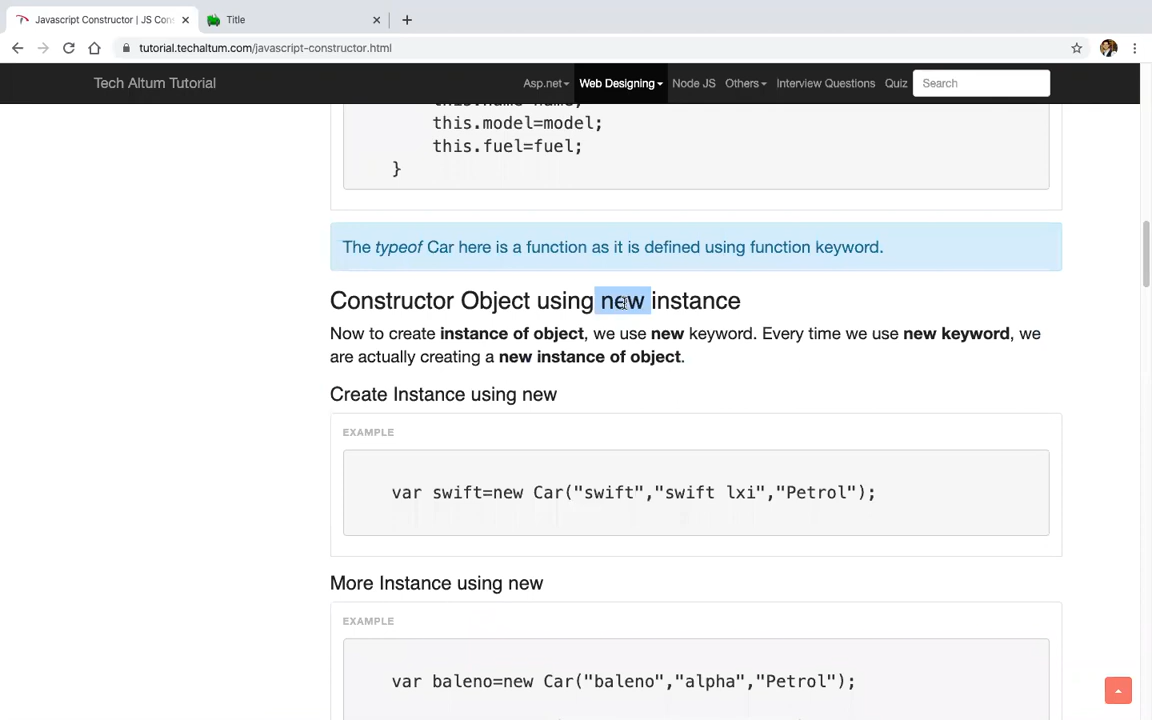 Javascript Constructor | JS Cons
Title
tutorial.techaltum.com/javascript-constructor.html
Tech Altum Tutorial
Asp.net
Web Designing
Node JS
Others
Interview Questions
Quiz
Search
this.model=model;
this.fuel=fuel;
}
The typeof Car here is a function as it is defined using function keyword.
Constructor Object using new instance
Now to create instance of object, we use new keyword. Every time we use new keyword, we
are actually creating a new instance of object.
Create Instance using new
EXAMPLE
var swift=new Car("swift","swift lxi","Petrol");
More Instance using new
EXAMPLE
var baleno=new Car("baleno","alpha","Petrol");